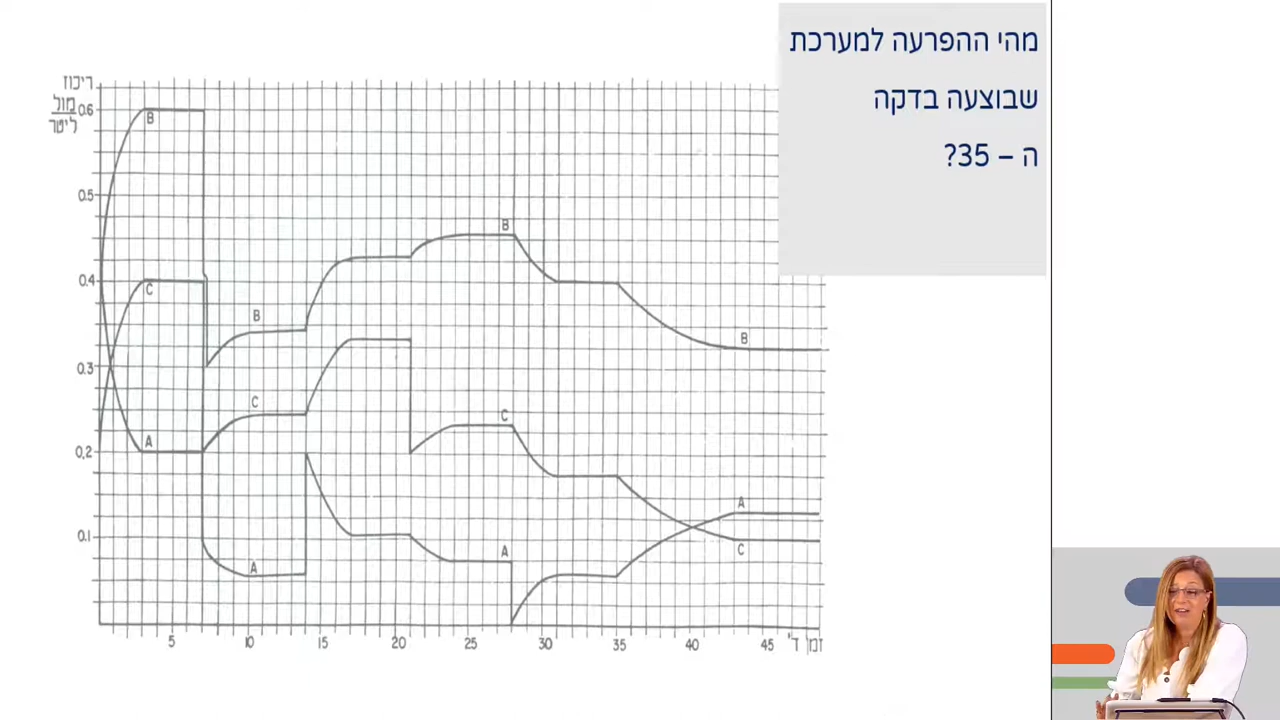 מהי ההפרעה למערכת
שבוצעה בדקה
ה – 35?
ריכוז
מול
ליטר
0.6
0.5
0.4
0.3
0,2
0.1
B
C
A
B
C
A
B
C
A
B
A
C
5
10
15
20
25
30
35
40
45
זמן ד'